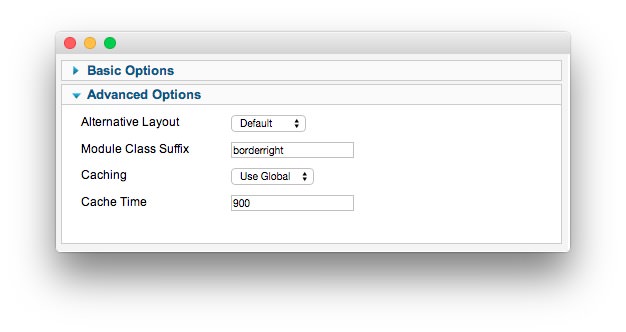 Basic Options
Advanced Options
Alternative Layout Default
Module Class Suffix borderright
Caching Use Global
Cache Time 900